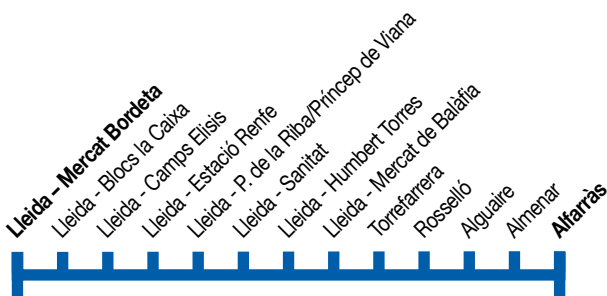 Lleida – Mercat Bordeta
Lleida - Blocs la Caixa
Lleida - Camps Elisis
Lleida - Estació Renfe
Lleida - P. de la Riba/Príncep de Viana
Lleida - Sanitat
Lleida - Humbert Torres
Lleida - Mercat de Balàfia
Torrefarrera
Rosselló
Alguaire
Almenar
Alfarràs